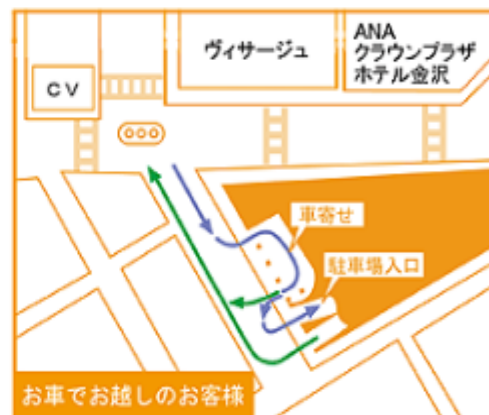 ヴィサージュ
ANA
クラウンプラザ
ホテル金沢
CV
車寄せ
駐車場入口
お車でお越しのお客様